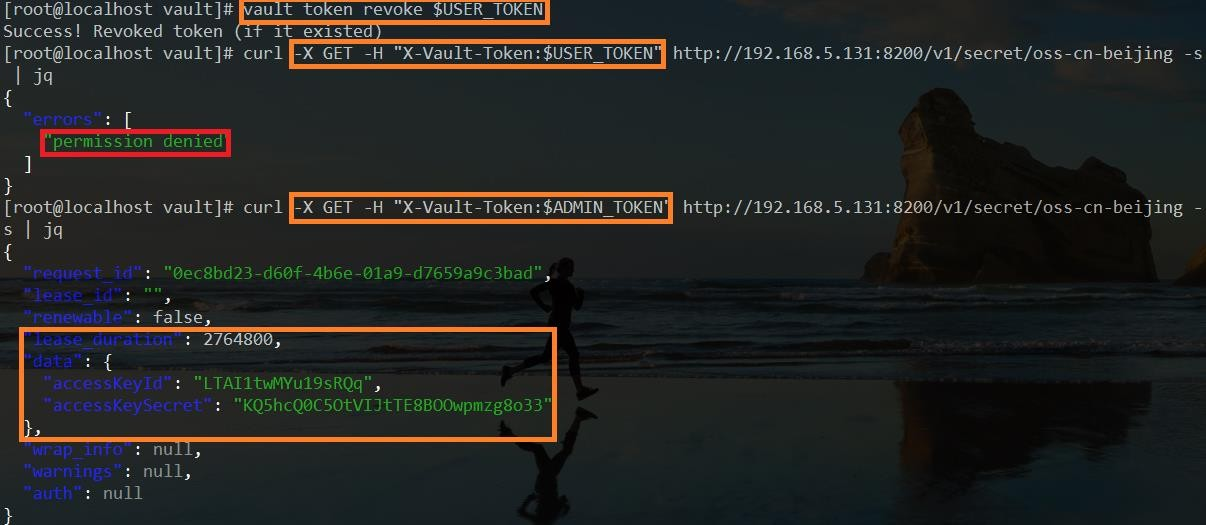 [root@localhost vault]# vault token revoke $USER_TOKEN
Success! Revoked token (if it existed)
[root@localhost vault]# curl -X GET -H "X-Vault-Token:$USER_TOKEN" http://192.168.5.131:8200/v1/secret/oss-cn-beijing -s
| jq
{
"errors": [
"permission denied"
]
}
[root@localhost vault]# curl -X GET -H "X-Vault-Token:$ADMIN_TOKEN" http://192.168.5.131:8200/v1/secret/oss-cn-beijing -
s | jq
{
"request_id": "0ec8bd23-d60f-4b6e-01a9-d7659a9c3bad",
"lease_id": "",
"renewable": false,
"lease_duration": 2764800,
"data": {
"accessKeyId": "LTAI1twMYu19sRQq",
"accessKeySecret": "KQ5hcQ0C5OtVIJtTE8BOOwpmzg8o33"
},
"wrap_info": null,
"warnings": null,
"auth": null
}